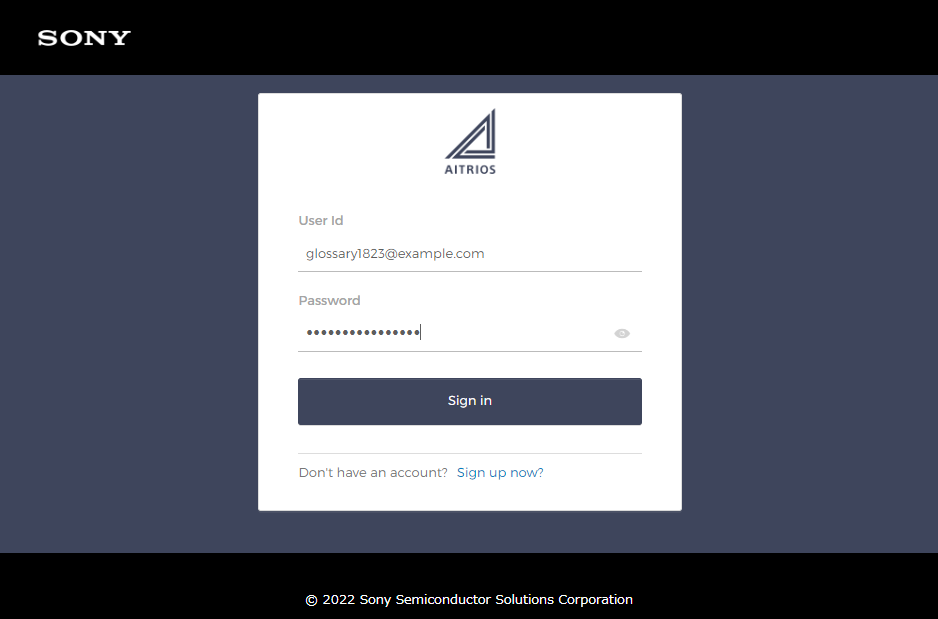 SONY
AITRIOS
User Id
glossary1823@example.com
Password
••••••••••••••••
Sign in
Don't have an account? Sign up now?
© 2022 Sony Semiconductor Solutions Corporation